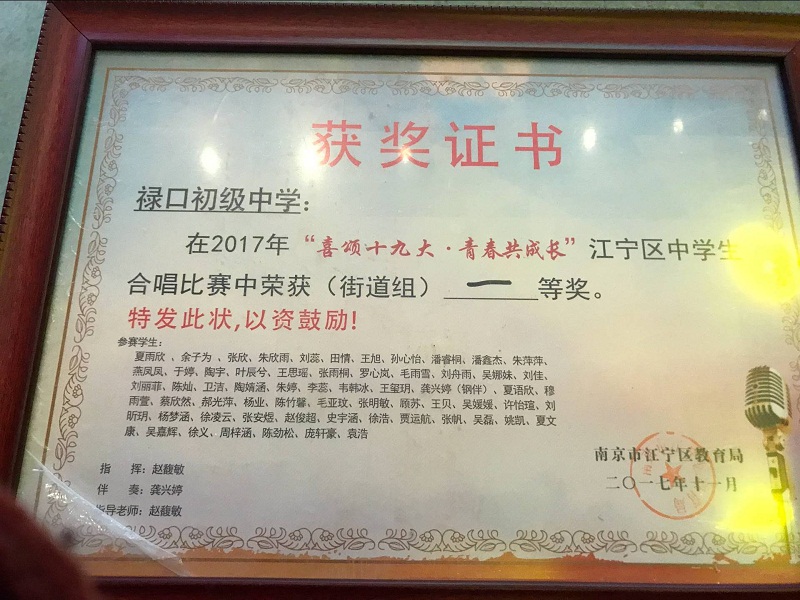 获奖证书
禄口初级中学：
在2017年“喜颂十九大·青春共成长”江宁区中学生
合唱比赛中荣获（街道组）一等奖。
特发此状,以资鼓励!
参赛学生：
夏雨欣、余子为、张欣、朱欣雨、刘蕊、田情、王旭、孙心怡、潘睿桐、潘鑫杰、朱萍萍、
燕凤凤、于婷、陶宇、叶辰兮、王思瑶、张雨桐、罗心岚、毛雨雪、刘舟雨、吴娜妹、刘佳、
刘丽菲、陈灿、卫洁、陶婧涵、朱婷、李蕊、韦韩冰、王玺玥、龚兴婷（钢伴）、夏语欣、穆
雨萱、蔡欣然、郝光萍、杨业、陈竹馨、毛亚玟、张明敏、顾苏、王贝、吴媛媛、许怡瑄、刘
昕玥、杨梦涵、徐凌云、张安煜、赵俊超、史宇涵、徐浩、贾运航、张帆、吴磊、姚凯、夏文
康、吴嘉辉、徐义、周梓涵、陈劲松、庞轩豪、袁浩
指 挥：赵馥敏
伴 奏：龚兴婷
指导老师：赵馥敏
南京市江宁区教育局
二〇一七年十一月